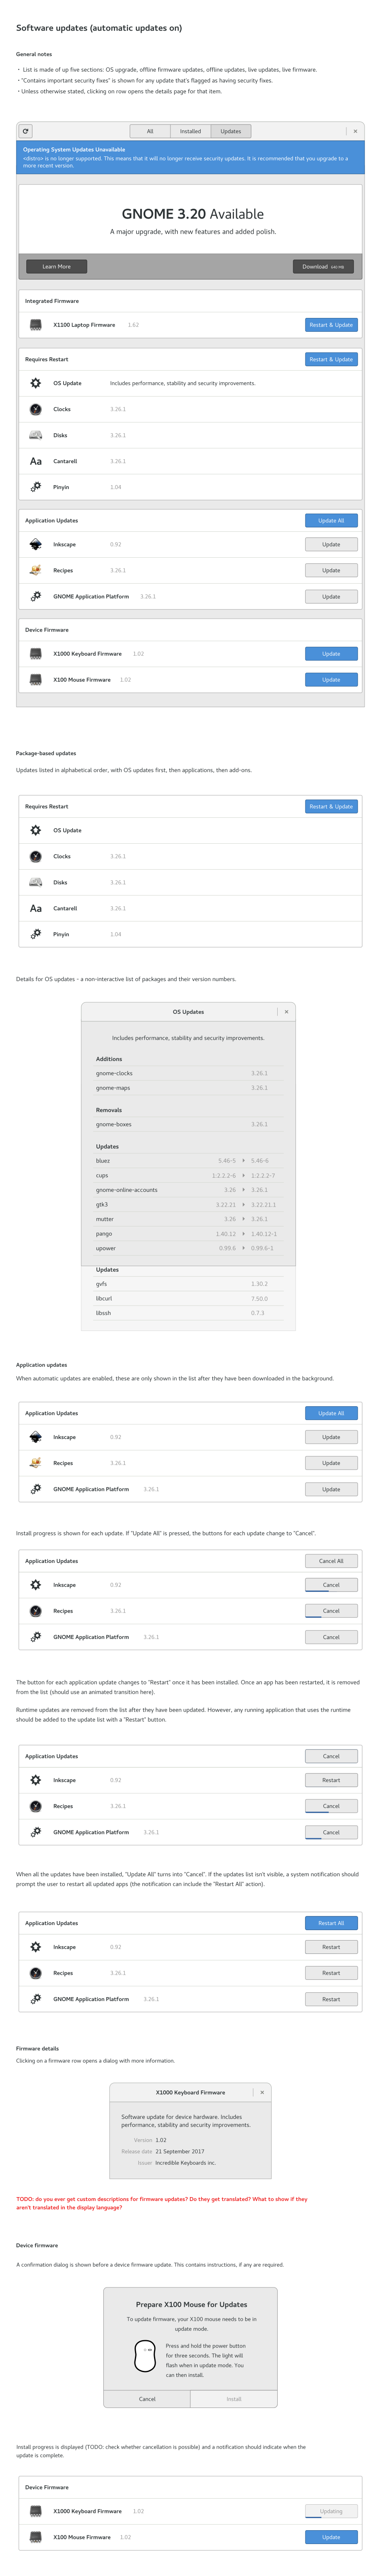 Software updates (automatic updates on)
General notes
• List is made of up five sections: OS upgrade, offline firmware updates, offline updates, live updates, live firmware.
• "Contains important security fixes" is shown for any update that's flagged as having security fixes.
• Unless otherwise stated, clicking on row opens the details page for that item.
All Installed Updates
Operating System Updates Unavailable
<distro> is no longer supported. This means that it will no longer receive security updates. It is recommended that you upgrade to a
more recent version.
GNOME 3.20 Available
A major upgrade, with new features and added polish.
Learn More Download
Integrated Firmware
X1100 Laptop Firmware 1.62 Restart & Update
Requires Restart Restart & Update
OS Update Includes performance, stability and security improvements.
Clocks 3.26.1
Disks 3.26.1
Aa Cantarell 3.26.1
Pinyin 1.04
Application Updates Update All
Inkscape 0.92 Update
Recipes 3.26.1 Update
GNOME Application Platform 3.26.1 Update
Device Firmware
X1000 Keyboard Firmware 1.02 Update
X100 Mouse Firmware 1.02 Update
Package-based updates
Updates listed in alphabetical order, with OS updates first, then applications, then add-ons.
Requires Restart Restart & Update
OS Update
Clocks 3.26.1
Disks 3.26.1
Aa Cantarell 3.26.1
Pinyin 1.04
Details for OS updates - a non-interactive list of packages and their version numbers.
OS Updates
Includes performance, stability and security improvements.
Additions
gnome-clocks 3.26.1
gnome-maps 3.26.1
Removals
gnome-boxes 3.26.1
Updates
bluez 5.46-5 5.46-6
cups 1:2.2.2-6 1:2.2.2-7
gnome-online-accounts 3.26 3.26.1
gtk3 3.22.21 3.22.21.1
mutter 3.26 3.26.1
pango 1.40.12 1.40.12-1
upower 0.99.6 0.99.6-1
Updates
gvfs 1.30.2
libcurl 7.50.0
libssh 0.7.3
Application updates
When automatic updates are enabled, these are only shown in the list after they have been downloaded in the background.
Application Updates Update All
Inkscape 0.92 Update
Recipes 3.26.1 Update
GNOME Application Platform 3.26.1 Update
Install progress is shown for each update. If "Update All" is pressed, the buttons for each update change to "Cancel".
Application Updates Cancel All
Inkscape 0.92 Cancel
Recipes 3.26.1 Cancel
GNOME Application Platform 3.26.1 Cancel
The button for each application update changes to "Restart" once it has been installed. Once an app has been restarted, it is removed
from the list (should use an animated transition here).
Runtime updates are removed from the list after they have been updated. However, any running application that uses the runtime
should be added to the update list with a "Restart" button.
Application Updates Cancel
Inkscape 0.92 Restart
Recipes 3.26.1 Cancel
GNOME Application Platform 3.26.1 Cancel
When all the updates have been installed, "Update All" turns into "Cancel". If the updates list isn't visible, a system notification should
prompt the user to restart all updated apps (the notification can include the "Restart All" action).
Application Updates Restart All
Inkscape 0.92 Restart
Recipes 3.26.1 Restart
GNOME Application Platform 3.26.1 Restart
Firmware details
Clicking on a firmware row opens a dialog with more information.
X1000 Keyboard Firmware
Software update for device hardware. Includes
performance, stability and security improvements.
Version 1.02
Release date 21 September 2017
Issuer Incredible Keyboards inc.
TODO: do you ever get custom descriptions for firmware updates? Do they get translated? What to show if they
aren't translated in the display language?
Device firmware
A confirmation dialog is shown before a device firmware update. This contains instructions, if any are required.
Prepare X100 Mouse for Updates
To update firmware, your X100 mouse needs to be in
update mode.
Press and hold the power button
for three seconds. The light will
flash when in update mode. You
can then install.
Cancel Install
Install progress is displayed (TODO: check whether cancellation is possible) and a notification should indicate when the
update is complete.
Device Firmware
X1000 Keyboard Firmware 1.02 Updating
X100 Mouse Firmware 1.02 Update